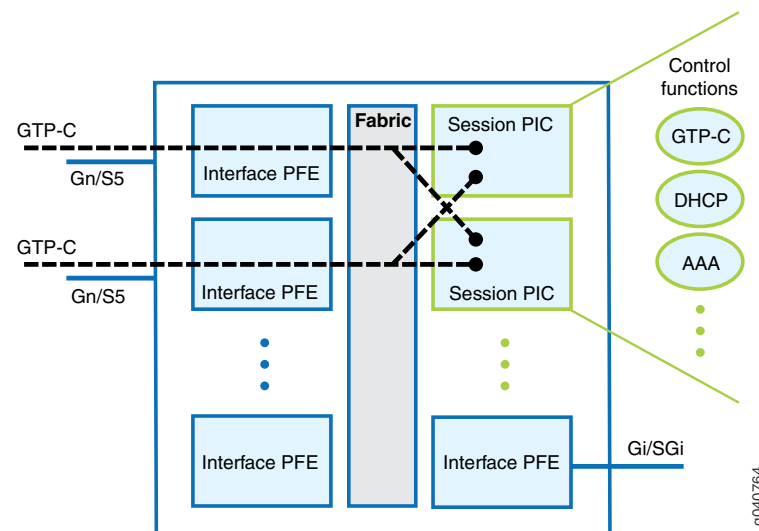 Control
functions
GTP-C
Gn/S5
Interface PFE
Fabric
Session PIC
GTP-C
DHCP
AAA
GTP-C
Gn/S5
Interface PFE
Session PIC
Interface PFE
Interface PFE
Gi/SGi
g040764